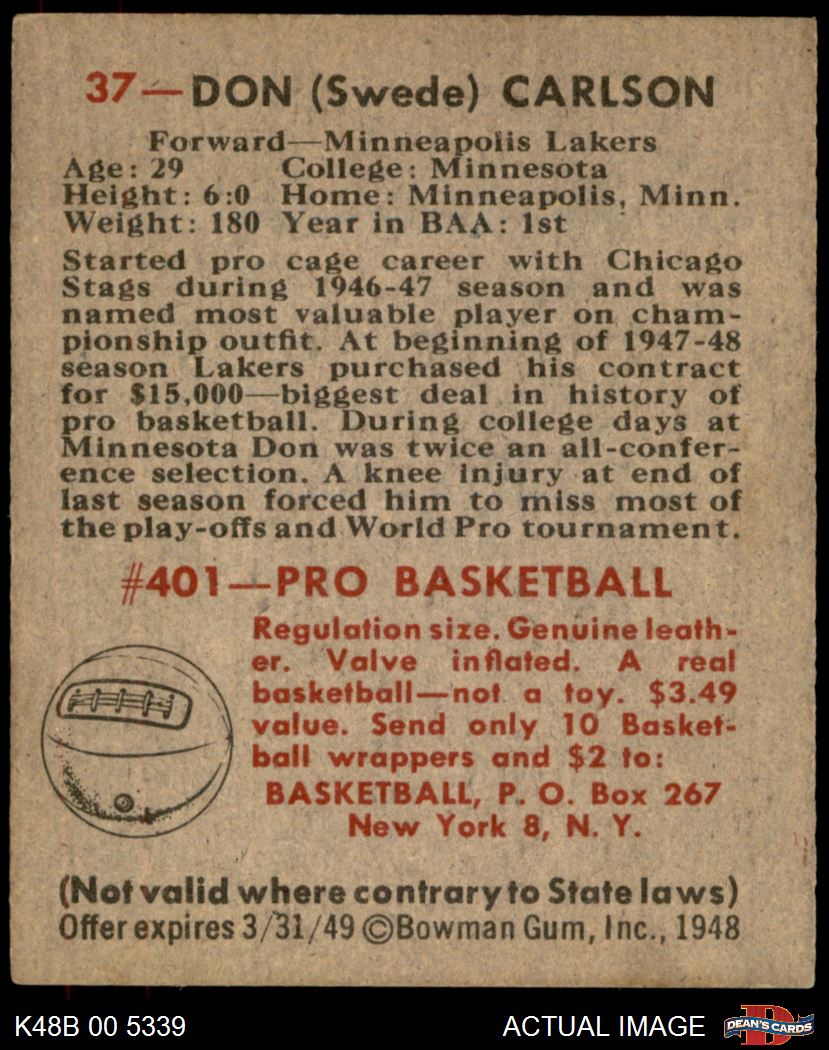 37—DON (Swede) CARLSON
Forward—Minneapolis Lakers
Age: 29 College: Minnesota
Height: 6:0 Home: Minneapolis, Minn.
Weight: 180 Year in BAA: 1st
Started pro cage career with Chicago
Stags during 1946-47 season and was
named most valuable player on cham-
pionship outfit. At beginning of 1947-48
season Lakers purchased his contract
for $15,000—biggest deal in history of
pro basketball. During college days at
Minnesota Don was twice an all-confer-
ence selection. A knee injury at end of
last season forced him to miss most of
the play-offs and World Pro tournament.
#401—PRO BASKETBALL
Regulation size. Genuine leath-
er. Valve inflated. A real
basketball—not a toy. $3.49
value. Send only 10 Basket-
ball wrappers and $2 to:
BASKETBALL, P. O. Box 267
New York 8, N. Y.
(Not valid where contrary to State laws)
Offer expires 3/31/49 ©Bowman Gum, Inc., 1948
K48B 00 5339
ACTUAL IMAGE
D
DEAN'S CARDS